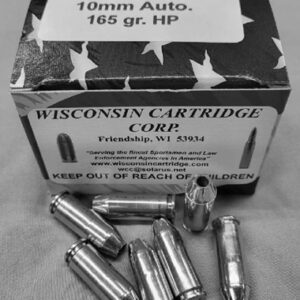 10mm Auto.
165 gr. HP
WISCONSIN CARTRIDGE
CORP.
Friendship, WI 53934
"Serving the finest Sportsmen and Law
Enforcement Agencies in America"
www.wisconsincartridge.com
wcc@solarus.net
KEEP OUT OF REACH OF CHILDREN